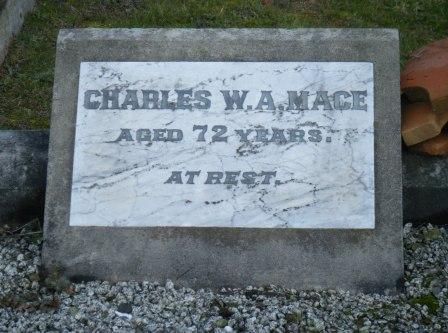 CHARLES W. A. MACE
AGED 72 YEARS.
AT REST.